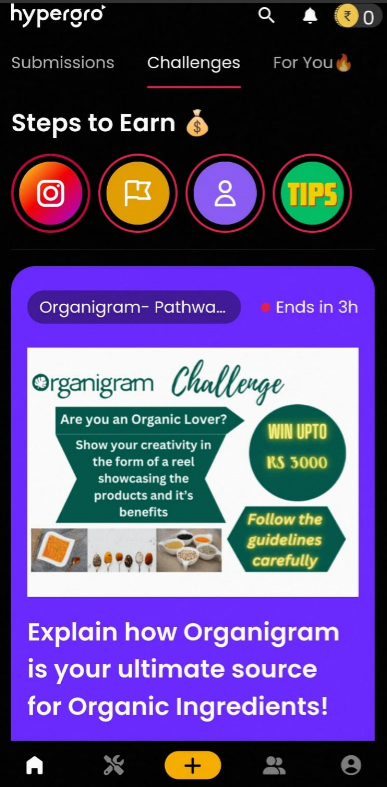 hypergro
₹ 0
Submissions Challenges For You🔥
Steps to Earn 💰
TIPS
Organigram- Pathwa...
Ends in 3h
Organigram Challenge
Are you an Organic Lover?
Show your creativity in
the form of a reel
showcasing the
products and it's
benefits
WIN UPTO
RS 3000
Follow the
guidelines
carefully
Explain how Organigram
is your ultimate source
for Organic Ingredients!